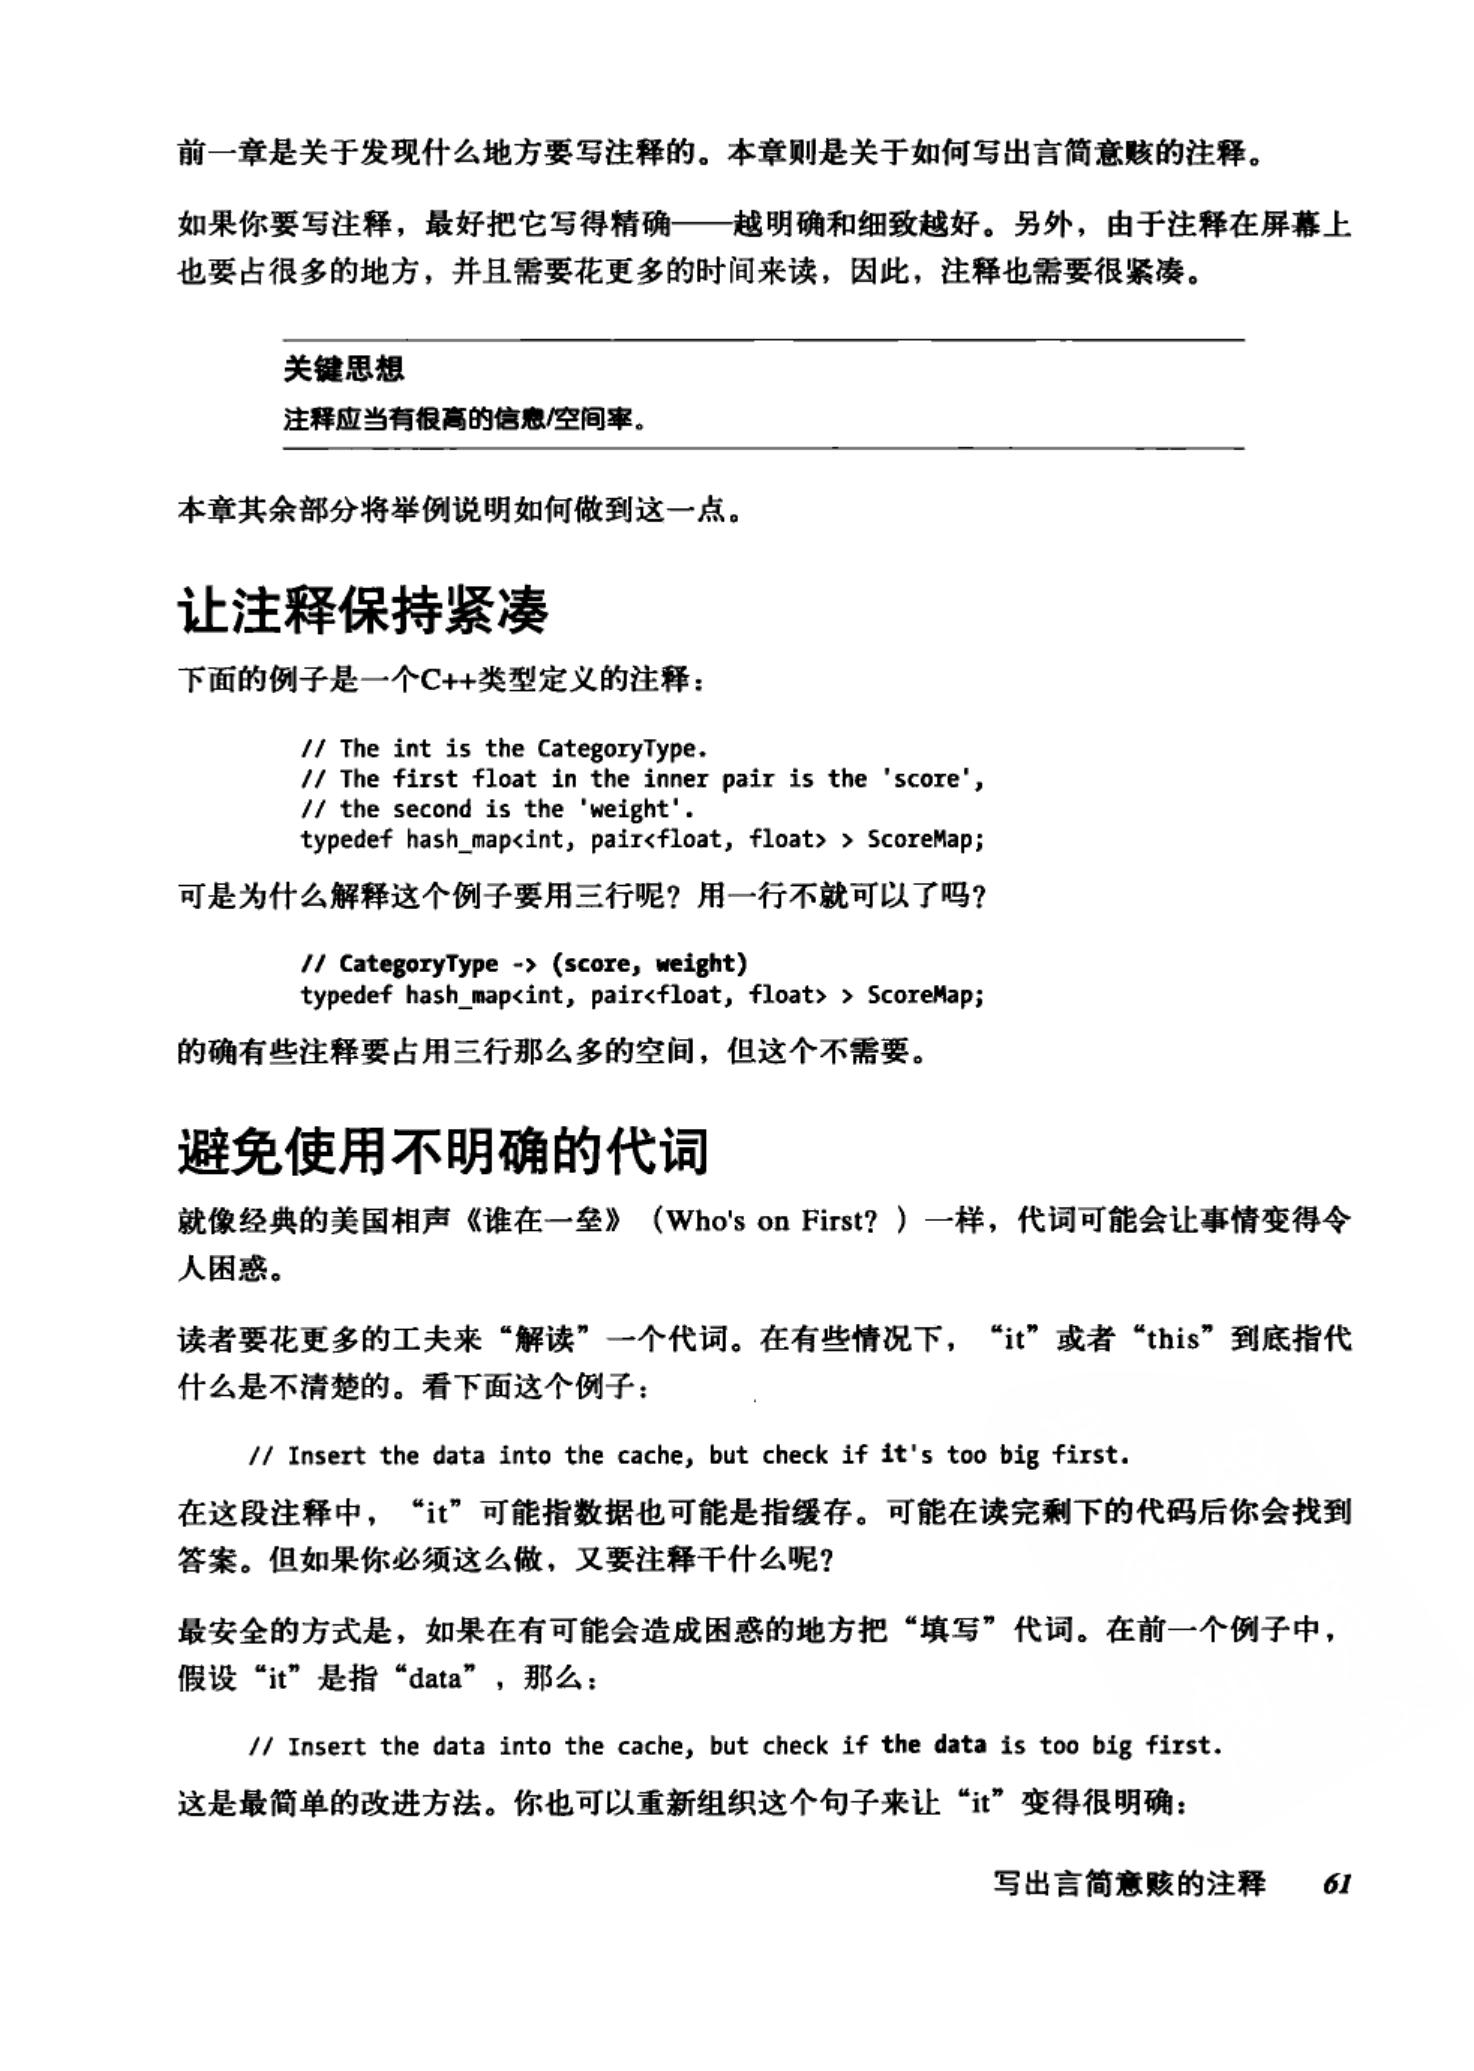 前一章是关于发现什么地方要写注释的。本章则是关于如何写出言简意赅的注释。
如果你要写注释，最好把它写得精确——越明确和细致越好。另外，由于注释在屏幕上
也要占很多的地方，并且需要花更多的时间来读，因此，注释也需要很紧凑。
关键思想
注释应当有很高的信息/空间率。
本章其余部分将举例说明如何做到这一点。
让注释保持紧凑
下面的例子是一个C++类型定义的注释：
// The int is the CategoryType.
// The first float in the inner pair is the 'score',
// the second is the 'weight'.
typedef hash_map<int, pair<float, float> > ScoreMap;
可是为什么解释这个例子要用三行呢？用一行不就可以了吗？
// CategoryType -> (score, weight)
typedef hash_map<int, pair<float, float> > ScoreMap;
的确有些注释要占用三行那么多的空间，但这个不需要。
避免使用不明确的代词
就像经典的美国相声《谁在一垒》（Who's on First？）一样，代词可能会让事情变得令
人困惑。
读者要花更多的工夫来“解读”一个代词。在有些情况下，“it”或者“this”到底指代
什么是不清楚的。看下面这个例子：
// Insert the data into the cache, but check if it's too big first.
在这段注释中，“it”可能指数据也可能是指缓存。可能在读完剩下的代码后你会找到
答案。但如果你必须这么做，又要注释干什么呢？
最安全的方式是，如果在有可能会造成困惑的地方把“填写”代词。在前一个例子中，
假设“it”是指“data”，那么：
// Insert the data into the cache, but check if the data is too big first.
这是最简单的改进方法。你也可以重新组织这个句子来让“it”变得很明确：
写出言简意赅的注释 61